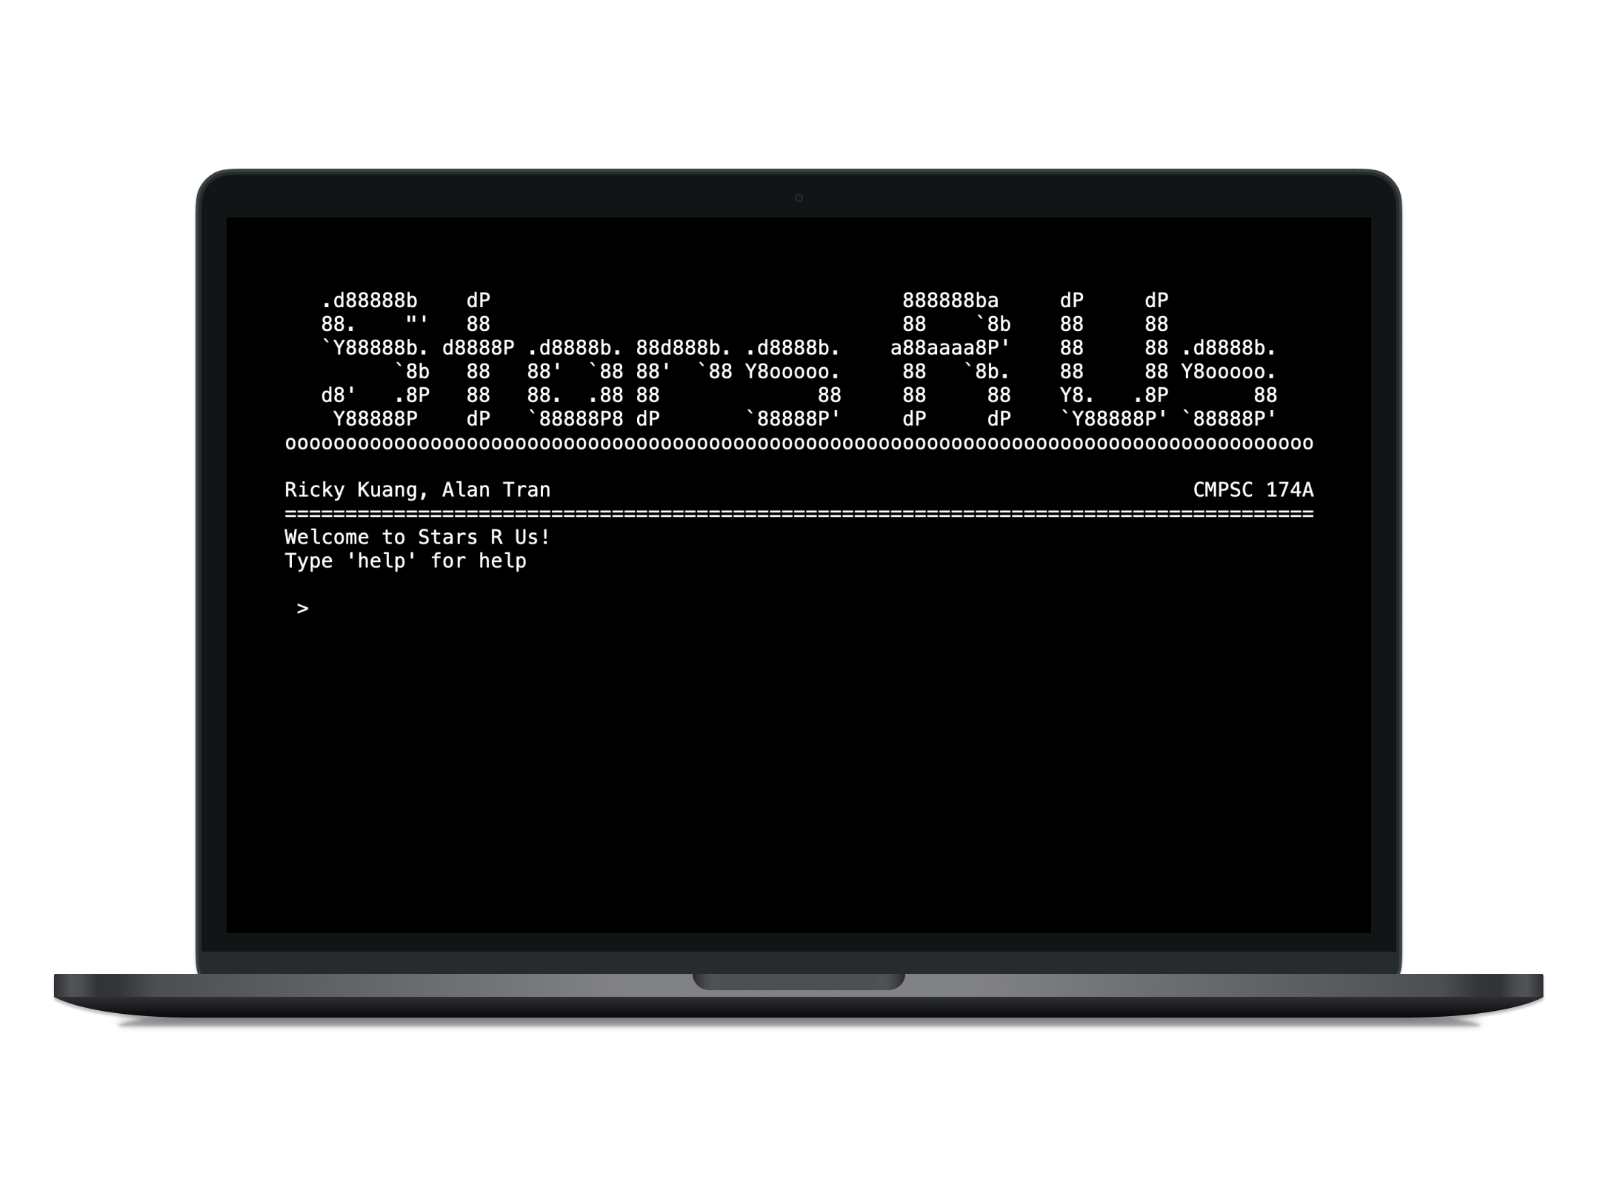 .d88888b    dP                                  888888ba     dP     dP
   88.    "'   88                                  88    `8b    88     88
   `Y88888b. d8888P .d8888b. 88d888b. .d8888b.    a88aaaa8P'    88     88 .d8888b.
         `8b   88   88'  `88 88'  `88 Y8ooooo.     88   `8b.    88     88 Y8ooooo.
   d8'   .8P   88   88.  .88 88             88     88     88    Y8.   .8P       88
    Y88888P    dP   `88888P8 dP       `88888P'     dP     dP    `Y88888P' `88888P'
ooooooooooooooooooooooooooooooooooooooooooooooooooooooooooooooooooooooooooooooooooooo
Ricky Kuang, Alan Tran                                                     CMPSC 174A
=====================================================================================
Welcome to Stars R Us!
Type 'help' for help
 >